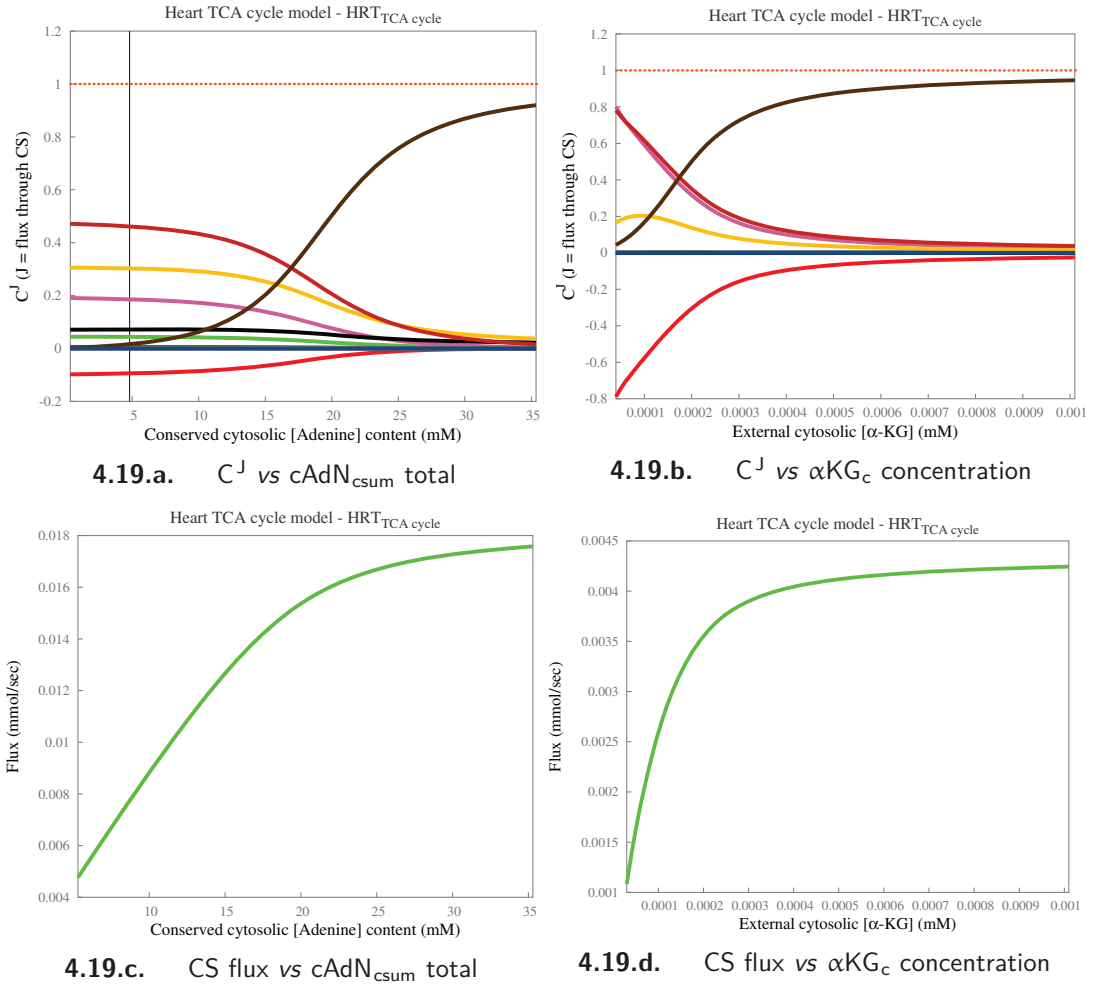 Heart TCA cycle model - HRT_TCA cycle
1.2
1
0.8
0.6
0.4
0.2
0
-0.2
C^J (J = flux through CS)
5 10 15 20 25 30 35
Conserved cytosolic [Adenine] content (mM)
4.19.a. C^J vs cAdN_csum total
Heart TCA cycle model - HRT_TCA cycle
1.2
1
0.8
0.6
0.4
0.2
0
-0.2
-0.4
-0.6
-0.8
C^J (J = flux through CS)
0.0001 0.0002 0.0003 0.0004 0.0005 0.0006 0.0007 0.0008 0.0009 0.001
External cytosolic [α-KG] (mM)
4.19.b. C^J vs αKG_c concentration
Heart TCA cycle model - HRT_TCA cycle
0.018
0.016
0.014
0.012
0.01
0.008
0.006
0.004
Flux (mmol/sec)
10 15 20 25 30 35
Conserved cytosolic [Adenine] content (mM)
4.19.c. CS flux vs cAdN_csum total
Heart TCA cycle model - HRT_TCA cycle
0.0045
0.004
0.0035
0.003
0.0025
0.002
0.0015
0.001
Flux (mmol/sec)
0.0001 0.0002 0.0003 0.0004 0.0005 0.0006 0.0007 0.0008 0.0009 0.001
External cytosolic [α-KG] (mM)
4.19.d. CS flux vs αKG_c concentration